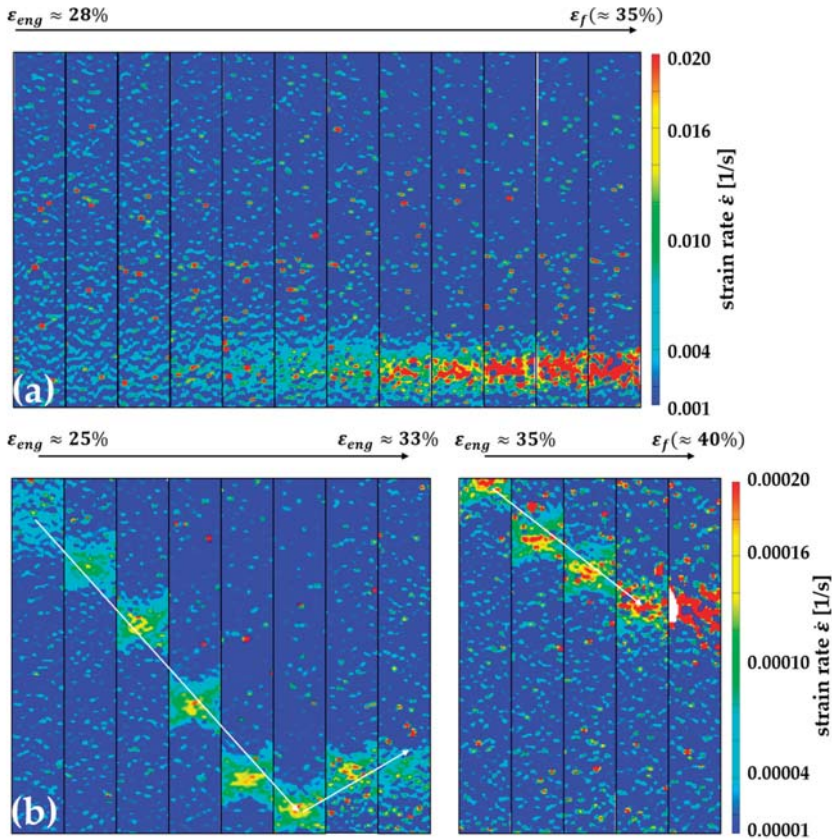 ε_eng ≈ 28%
ε_f(≈ 35%)
0.020
0.016
0.010
0.004
0.001
strain rate ε̇ [1/s]
(a)
ε_eng ≈ 25%
ε_eng ≈ 33%
ε_eng ≈ 35%
ε_f(≈ 40%)
0.00020
0.00016
0.00010
0.00004
0.00001
strain rate ε̇ [1/s]
(b)